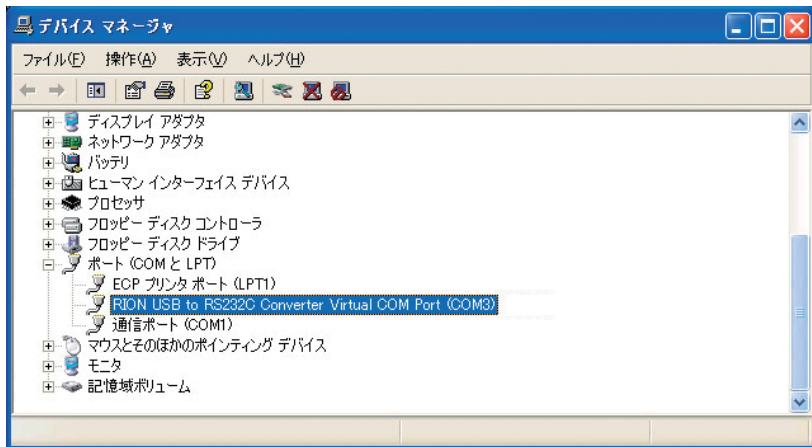 デバイス マネージャ
ファイル(F) 操作(A) 表示(V) ヘルプ(H)
ディスプレイ アダプタ
ネットワーク アダプタ
バッテリ
ヒューマン インターフェイス デバイス
プロセッサ
フロッピー ディスク コントローラ
フロッピー ディスク ドライブ
ポート (COM と LPT)
ECP プリンタ ポート (LPT1)
RION USB to RS232C Converter Virtual COM Port (COM3)
通信ポート (COM1)
マウスとそのほかのポインティング デバイス
モニタ
記憶域ボリューム